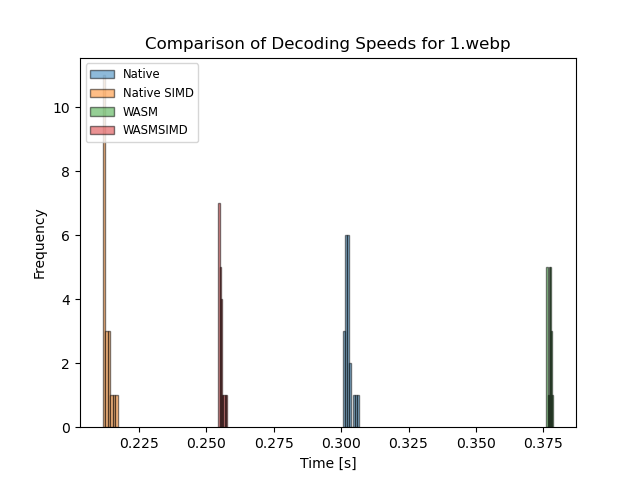 Comparison of Decoding Speeds for 1.webp
Native
Native SIMD
WASM
WASMSIMD
10
8
6
4
2
0
Frequency
0.225 0.250 0.275 0.300 0.325 0.350 0.375
Time [s]